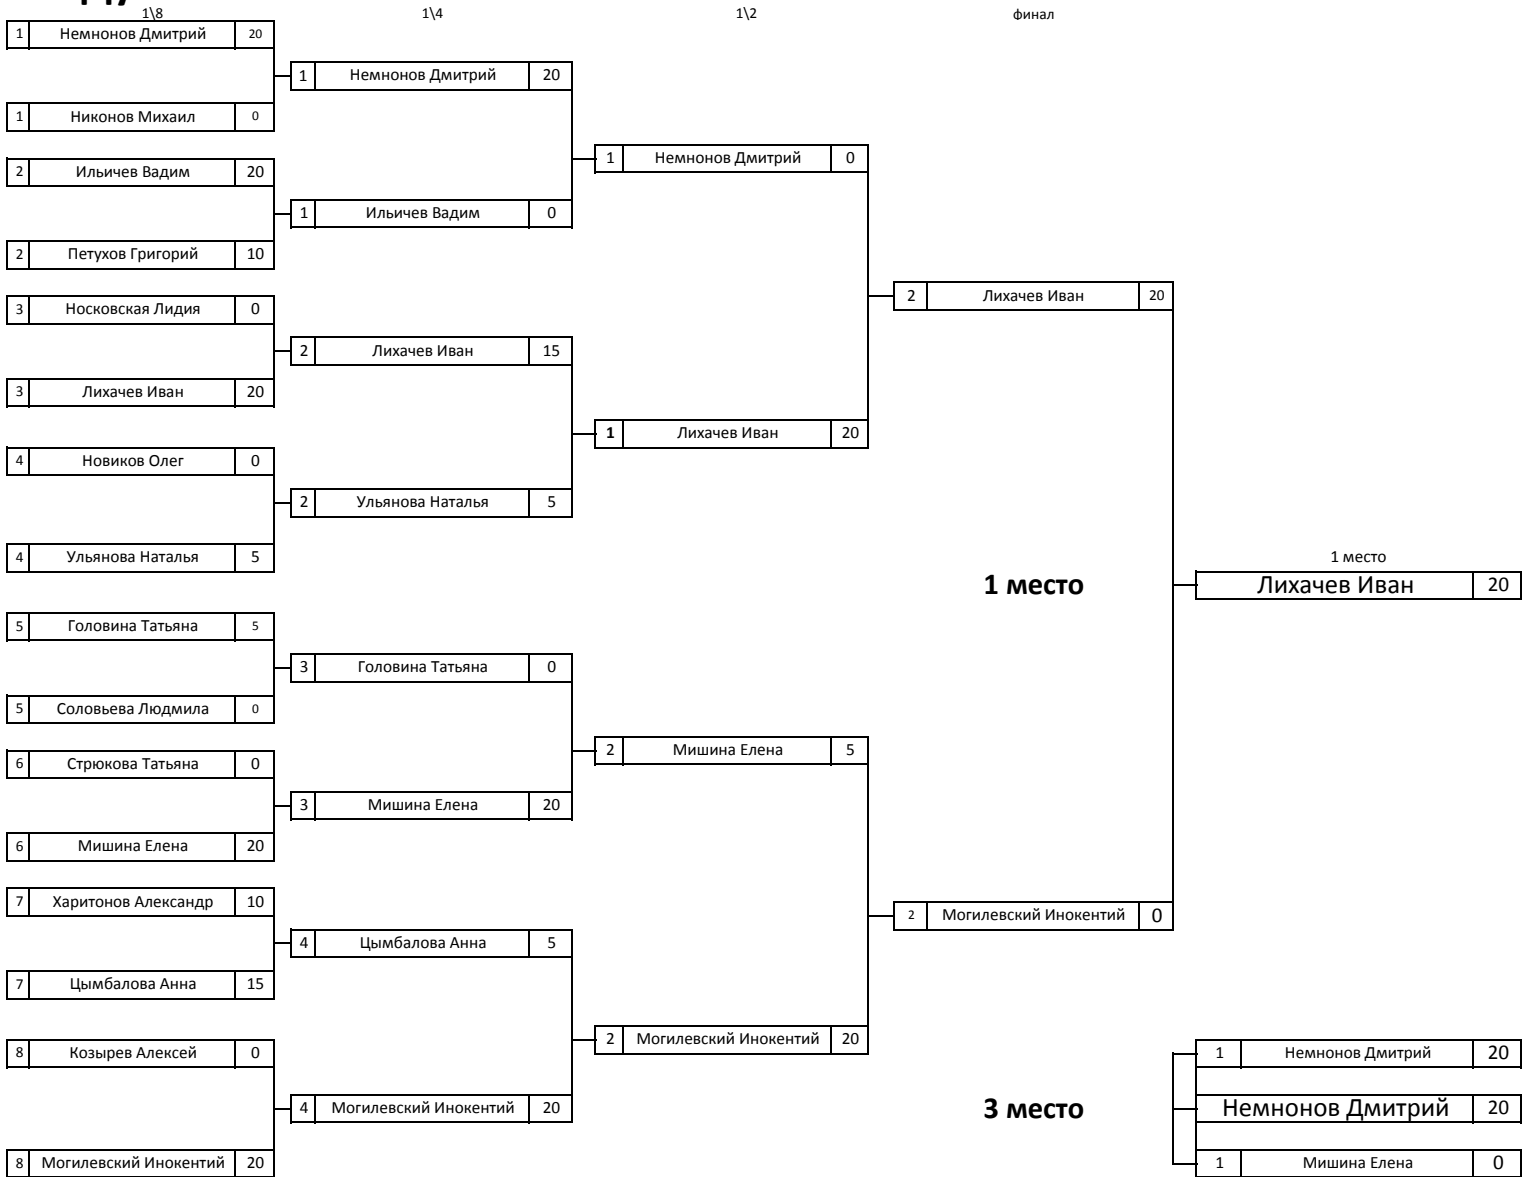 1\8 1\4 1\2 финал
1 Немнонов Дмитрий 20
1 Немнонов Дмитрий 20
1 Никонов Михаил 0
1 Немнонов Дмитрий 0
2 Ильичев Вадим 20
1 Ильичев Вадим 0
2 Петухов Григорий 10
2 Лихачев Иван 20
3 Носковская Лидия 0
2 Лихачев Иван 15
3 Лихачев Иван 20
1 Лихачев Иван 20
4 Новиков Олег 0
2 Ульянова Наталья 5
4 Ульянова Наталья 5
1 место
1 место
Лихачев Иван 20
5 Головина Татьяна 5
3 Головина Татьяна 0
5 Соловьева Людмила 0
2 Мишина Елена 5
6 Стрюкова Татьяна 0
3 Мишина Елена 20
6 Мишина Елена 20
7 Харитонов Александр 10
2 Могилевский Инокентий 0
4 Цымбалова Анна 5
7 Цымбалова Анна 15
2 Могилевский Инокентий 20
8 Козырев Алексей 0
1 Немнонов Дмитрий 20
4 Могилевский Инокентий 20
3 место
Немнонов Дмитрий 20
8 Могилевский Инокентий 20
1 Мишина Елена 0